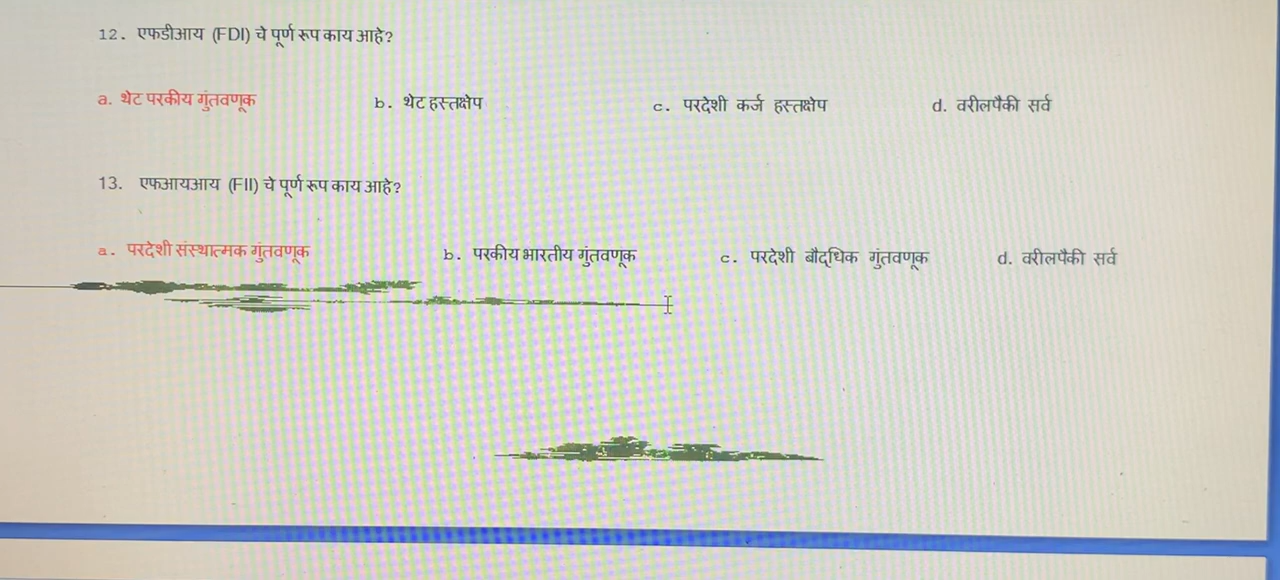 12. एफडीआय (FDI) चे पूर्ण रूप काय आहे?
a. थेट परकीय गुंतवणूक b. थेट हस्तक्षेप c. परदेशी कर्ज हस्तक्षेप d. वरीलपैकी सर्व
13. एफआयआय (FII) चे पूर्ण रूप काय आहे?
a. परदेशी संस्थात्मक गुंतवणूक b. परकीय भारतीय गुंतवणूक c. परदेशी बौद्धिक गुंतवणूक d. वरीलपैकी सर्व